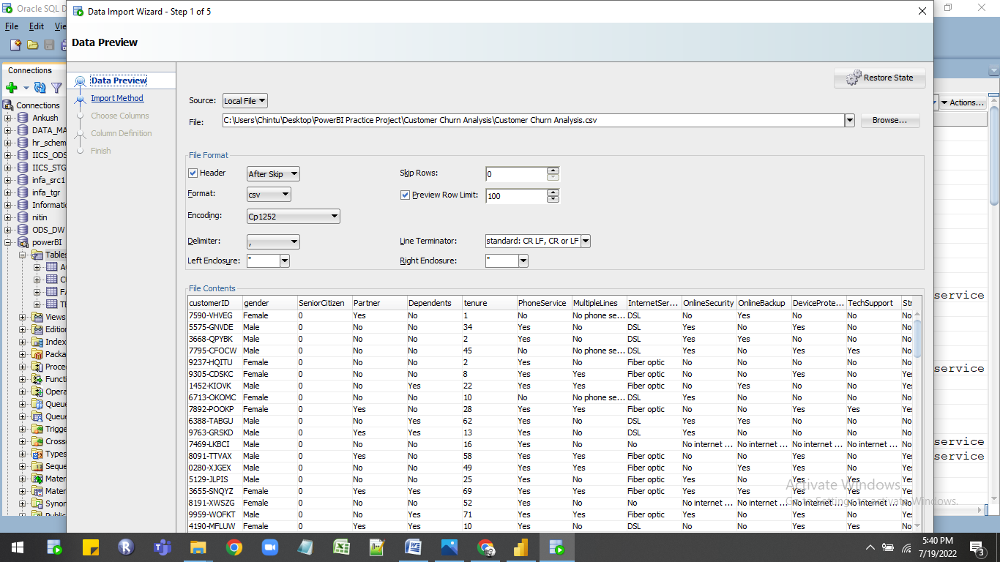 Oracle SQL D
Data Import Wizard - Step 1 of 5
File Edit Vie
Data Preview
Connections
Connections
Ankush
DATA_MA
hr_schem
IICS_ODS
IICS_STG
infa_src1
infa_tgr
Informati
nitin
ODS_DW
powerBI
Tables
Views
Edition
Index
Packa
Proce
Funct
Opera
Queue
Queue
Trigge
Cross
Types
Seque
Mater
Mater
Synon
Data Preview
Import Method
Choose Columns
Column Definition
Finish
Restore State
Actions...
Source: Local File
File: C:\Users\Chintu\Desktop\PowerBI Practice Project\Customer Churn Analysis\Customer Churn Analysis.csv Browse...
File Format
Header After Skip Skip Rows: 0
Format: csv Preview Row Limit: 100
Encoding: Cp1252
Delimiter: , Line Terminator: standard: CR LF, CR or LF
Left Enclosure: " Right Enclosure: "
File Contents
customerID gender SeniorCitizen Partner Dependents tenure PhoneService MultipleLines InternetSer... OnlineSecurity OnlineBackup DeviceProte... TechSupport Str
7590-VHVEG Female 0 Yes No 1 No No phone se... DSL No Yes No No No
5575-GNVDE Male 0 No No 34 Yes No DSL Yes No Yes No No
3668-QPYBK Male 0 No No 2 Yes No DSL Yes Yes No No No
7795-CFOCW Male 0 No No 45 No No phone se... DSL Yes No Yes Yes No
9237-HQITU Female 0 No No 2 Yes No Fiber optic No No No No No
9305-CDSKC Female 0 No No 8 Yes Yes Fiber optic No No Yes No Yes
1452-KIOVK Male 0 No Yes 22 Yes Yes Fiber optic No Yes No No Yes
6713-OKOMC Female 0 No No 10 No No phone se... DSL Yes No No No No
7892-POOKP Female 0 Yes No 28 Yes Yes Fiber optic No No Yes Yes Yes
6388-TABGU Male 0 No Yes 62 Yes No DSL Yes Yes No No No
9763-GRSKD Male 0 Yes Yes 13 Yes No DSL Yes No No No No
7469-LKBCI Male 0 No No 16 Yes No No No internet ... No internet ... No internet ... No internet ... No
8091-TTVAX Male 0 Yes No 58 Yes Yes Fiber optic No No Yes No Yes
0280-XJGEX Male 0 No No 49 Yes Yes Fiber optic No Yes Yes No Yes
5129-JLPIS Male 0 No No 25 Yes No Fiber optic Yes No Yes Yes Yes
3655-SNQYZ Female 0 Yes Yes 69 Yes Yes Fiber optic Yes Yes Yes Yes Yes
8191-XWSZG Female 0 No No 52 Yes No No No internet ... No internet ... No internet ... No internet ... No
9959-WOFKT Male 0 No Yes 71 Yes Yes Fiber optic Yes No Yes No Yes
4190-MFLUW Female 0 Yes Yes 10 Yes No DSL No No Yes Yes No
service
service
service
service
Activate Windows
Go to Settings to activate Windows.
5:40 PM
7/19/2022
3